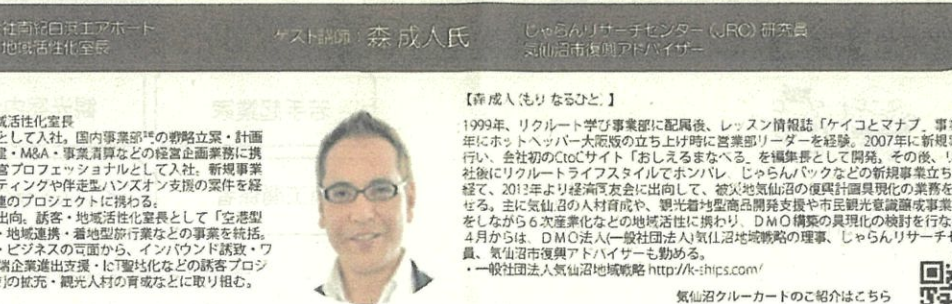 社南紀白浜エアポート
地域活性化室長
ゲスト講師：森 成人氏
じゃらんリサーチセンター（JRC）研究員
気仙沼市復興アドバイザー
域活性化室長
として入社。国内事業部の戦略立案・計画
・M&A・事業清算などの経営企画業務に携
営プロフェッショナルとして入社。新規事業
ティングや伴走型ハンズオン支援の案件を経
のプロジェクトに携わる。
出向。誘客・地域活性化室長として「空港型
・地域連携・着地型旅行業などの事業を統括。
・ビジネスの両面から、インバウンド誘致・ワ
端企業進出支援・IoT聖地化などの誘客プロジ
の拡充・観光人材の育成などに取り組む。
【森成人（もり なるひと）】
1999年、リクルート学び事業部に配属後、レッスン情報誌「ケイコとマナブ」事
年にホットペッパー大阪版の立ち上げ時に営業部リーダーを経験。2007年に新規
行い、会社初のCtoCサイト「おしえるまなべる」を編集長として開発。その後、リ
社後にリクルートライフスタイルでポンパレ、じゃらんパックなどの新規事業立ち
経て、2013年より経済同友会に出向して、被災地気仙沼の復興計画具現化の業務を
せる。主に気仙沼の人材育成や、観光着地型商品開発支援や市民観光意識醸成事業
をしながら６次産業化などの地域活性に携わり、ＤＭＯ構築の具現化の検討を行な
４月からは、ＤＭＯ法人(一般社団法人)気仙沼地域戦略の理事、じゃらんリサーチ
員、気仙沼市復興アドバイザーも勤める。
・一般社団法人気仙沼地域戦略 http://k-ships.com/
気仙沼クルーカードのご紹介はこちら